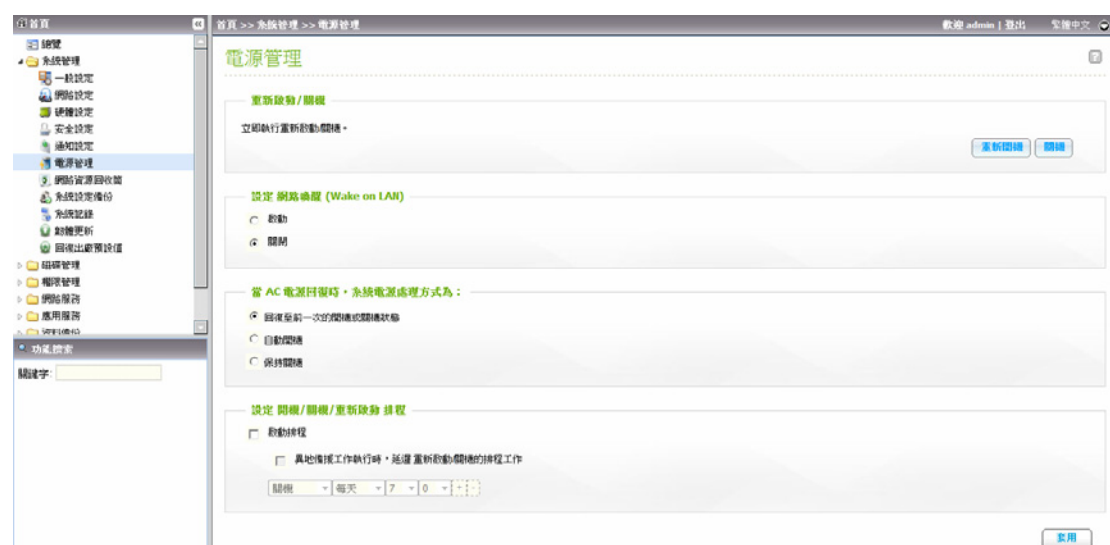 首頁
首頁 >> 系統管理 >> 電源管理
歡迎 admin | 登出
繁體中文
總覽
系統管理
一般設定
網路設定
硬體設定
安全設定
通知設定
電源管理
網路資源回收筒
系統設定備份
系統記錄
韌體更新
回復出廠預設值
磁碟管理
權限管理
網路服務
應用服務
資料備份
功能搜索
關鍵字:
電源管理
重新啟動/關機
立即執行重新啟動/關機。
重新開機
關機
設定 網路喚醒 (Wake on LAN)
啟動
關閉
當 AC 電源回復時,系統電源處理方式為:
回復至前一次的開機或關機狀態
自動開機
保持關機
設定 開機/關機/重新啟動 排程
啟動排程
異地備援工作執行時,延遲 重新啟動/關機的排程工作
關機 每天 7 0 + -
套用